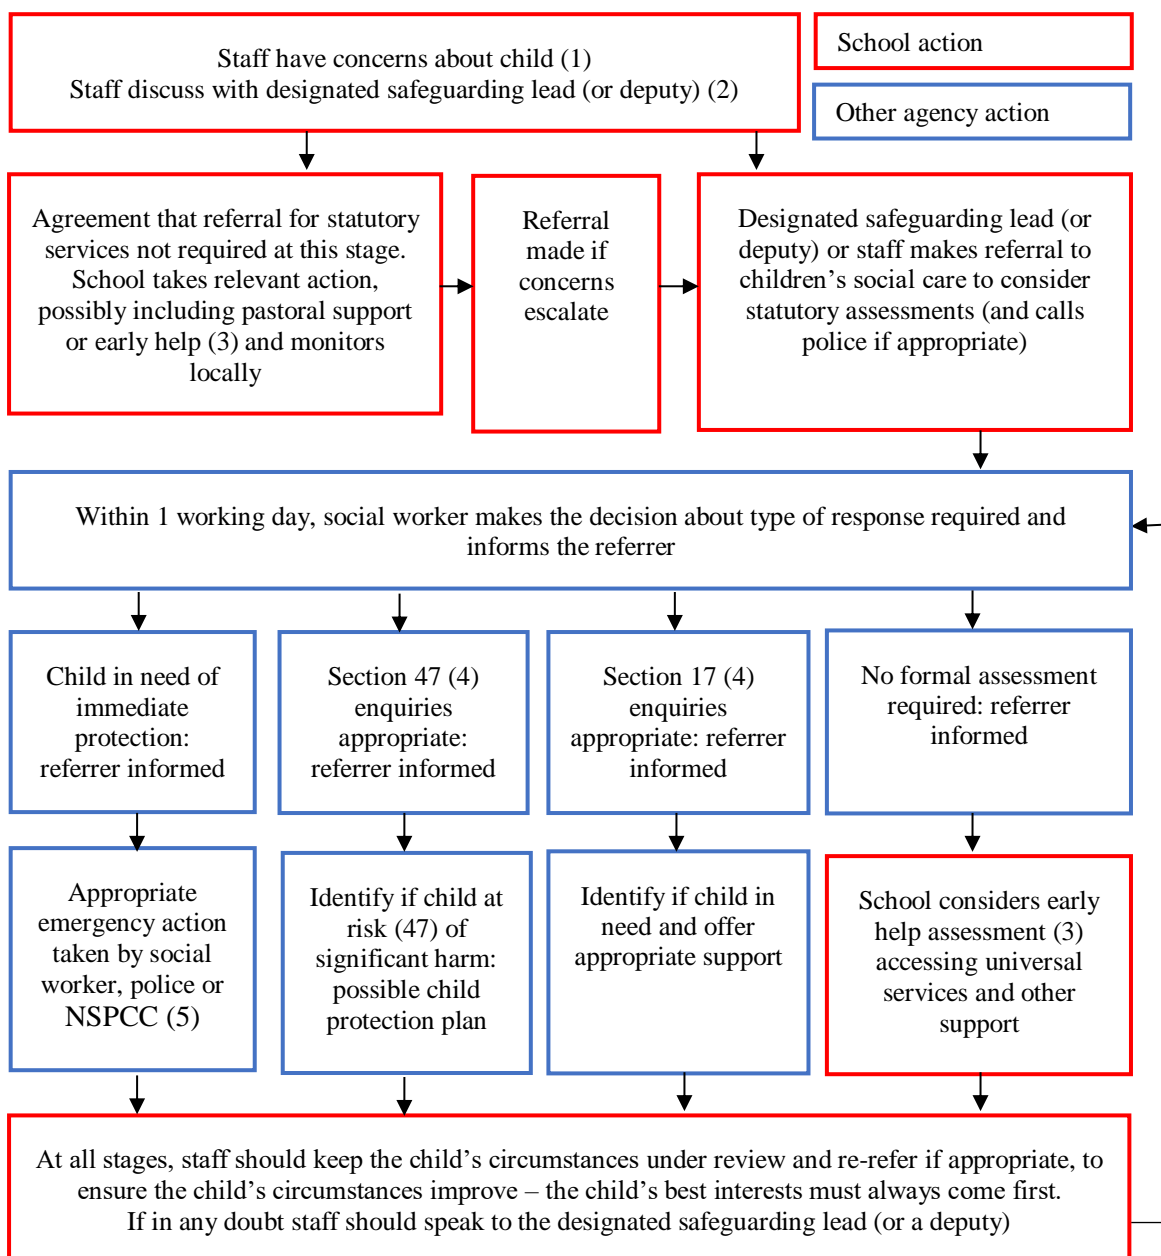 Staff have concerns about child (1)
Staff discuss with designated safeguarding lead (or deputy) (2)
School action
Other agency action
Agreement that referral for statutory
services not required at this stage.
School takes relevant action,
possibly including pastoral support
or early help (3) and monitors
locally
Referral
made if
concerns
escalate
Designated safeguarding lead (or
deputy) or staff makes referral to
children’s social care to consider
statutory assessments (and calls
police if appropriate)
Within 1 working day, social worker makes the decision about type of response required and
informs the referrer
Child in need of
immediate
protection:
referrer informed
Section 47 (4)
enquiries
appropriate:
referrer informed
Section 17 (4)
enquiries
appropriate: referrer
informed
No formal assessment
required: referrer
informed
Appropriate
emergency action
taken by social
worker, police or
NSPCC (5)
Identify if child at
risk (47) of
significant harm:
possible child
protection plan
Identify if child in
need and offer
appropriate support
School considers early
help assessment (3)
accessing universal
services and other
support
At all stages, staff should keep the child’s circumstances under review and re-refer if appropriate, to
ensure the child’s circumstances improve – the child’s best interests must always come first.
If in any doubt staff should speak to the designated safeguarding lead (or a deputy)